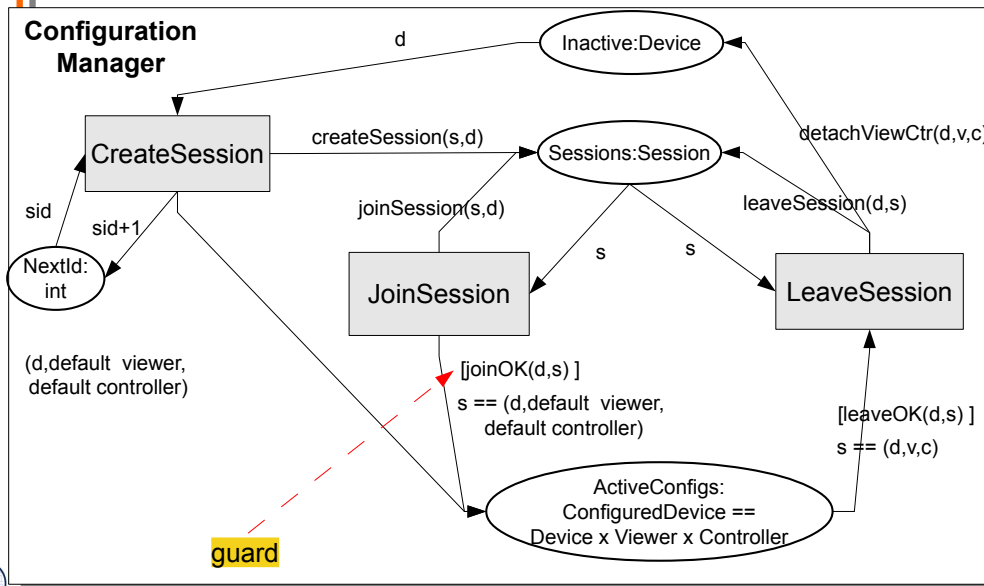 Configuration
Manager
d
Inactive:Device
CreateSession
createSession(s,d)
Sessions:Session
detachViewCtr(d,v,c)
sid
sid+1
joinSession(s,d)
leaveSession(d,s)
NextId:
int
s
s
JoinSession
LeaveSession
(d,default viewer,
default controller)
[joinOK(d,s) ]
s == (d,default viewer,
default controller)
[leaveOK(d,s) ]
s == (d,v,c)
ActiveConfigs:
ConfiguredDevice ==
Device x Viewer x Controller
guard